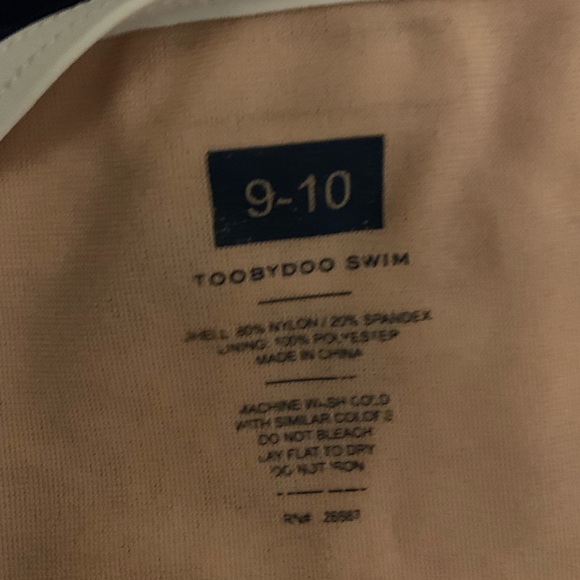 9-10
TOOBYDOO SWIM
SHELL: 80% NYLON / 20% SPANDEX
LINING: 100% POLYESTER
MADE IN CHINA
MACHINE WASH COLD
WITH SIMILAR COLORS
DO NOT BLEACH
LAY FLAT TO DRY
DO NOT IRON
RN#